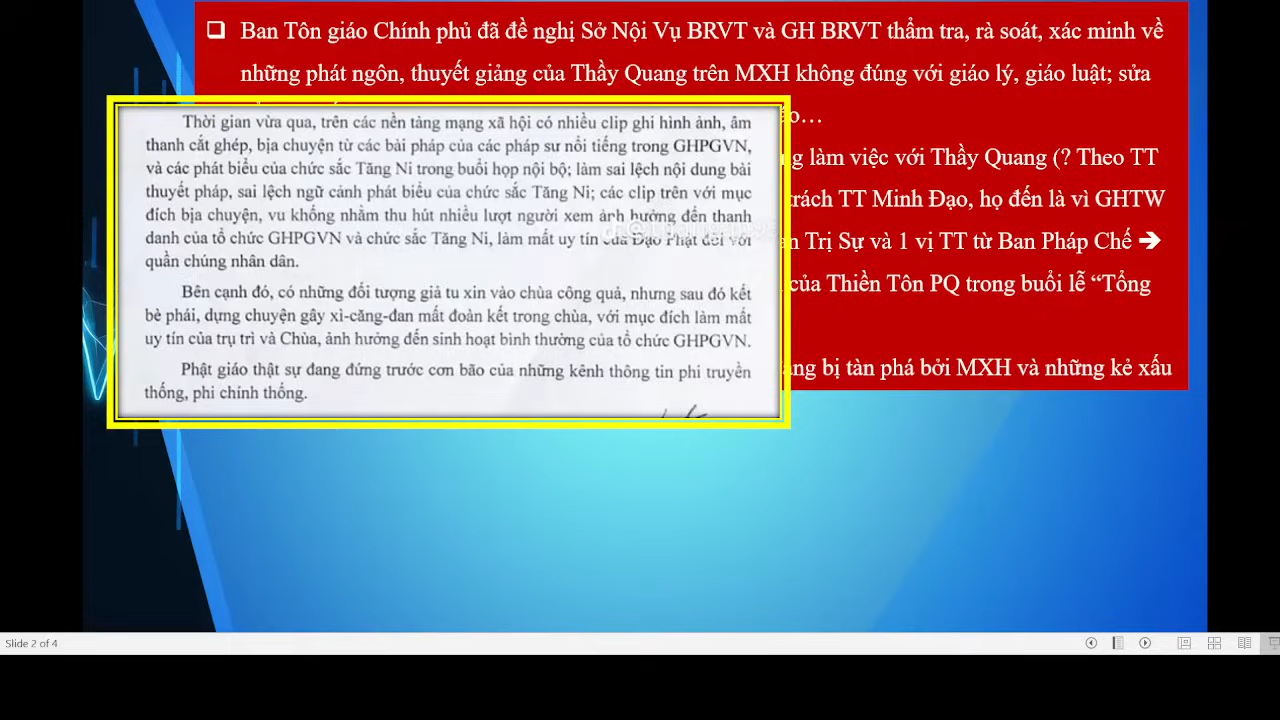 Ban Tôn giáo Chính phủ đã đề nghị Sở Nội Vụ BRVT và GH BRVT thẩm tra, rà soát, xác minh về
những phát ngôn, thuyết giảng của Thầy Quang trên MXH không đúng với giáo lý, giáo luật; sửa
làm việc với Thầy Quang (? Theo TT
trách TT Minh Đạo, họ đến là vì GHTW
Trị Sự và 1 vị TT từ Ban Pháp Chế ➔
của Thiền Tôn PQ trong buổi lễ “Tổng
bị tàn phá bởi MXH và những kẻ xấu
Thời gian vừa qua, trên các nền tảng mạng xã hội có nhiều clip ghi hình ảnh, âm
thanh cắt ghép, bịa chuyện từ các bài pháp của các pháp sư nổi tiếng trong GHPGVN,
và các phát biểu của chức sắc Tăng Ni trong buổi họp nội bộ; làm sai lệch nội dung bài
thuyết pháp, sai lệch ngữ cảnh phát biểu của chức sắc Tăng Ni; các clip trên với mục
đích bịa chuyện, vu khống nhằm thu hút nhiều lượt người xem ảnh hưởng đến thanh
danh của tổ chức GHPGVN và chức sắc Tăng Ni, làm mất uy tín của Đạo Phật đối với
quần chúng nhân dân.
Bên cạnh đó, có những đối tượng giả tu xin vào chùa công quả, nhưng sau đó kết
bè phái, dựng chuyện gây xì-căng-đan mất đoàn kết trong chùa, với mục đích làm mất
uy tín của trụ trì và Chùa, ảnh hưởng đến sinh hoạt bình thường của tổ chức GHPGVN.
Phật giáo thật sự đang đứng trước cơn bão của những kênh thông tin phi truyền
thống, phi chính thống.
Slide 2 of 4